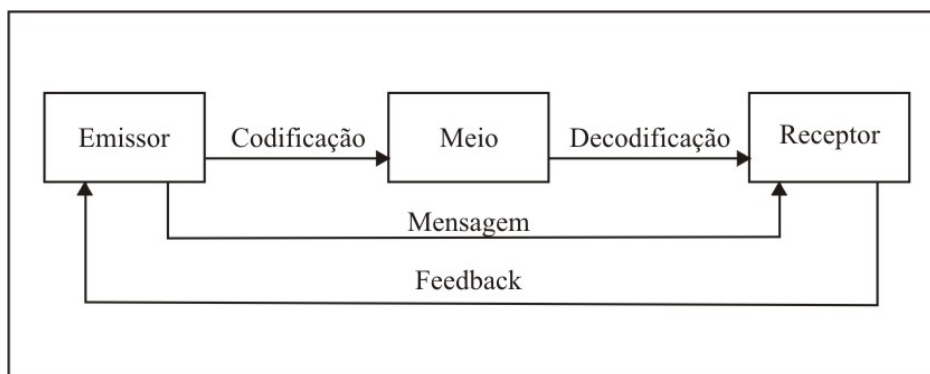 Emissor
Codificação
Meio
Decodificação
Receptor
Mensagem
Feedback